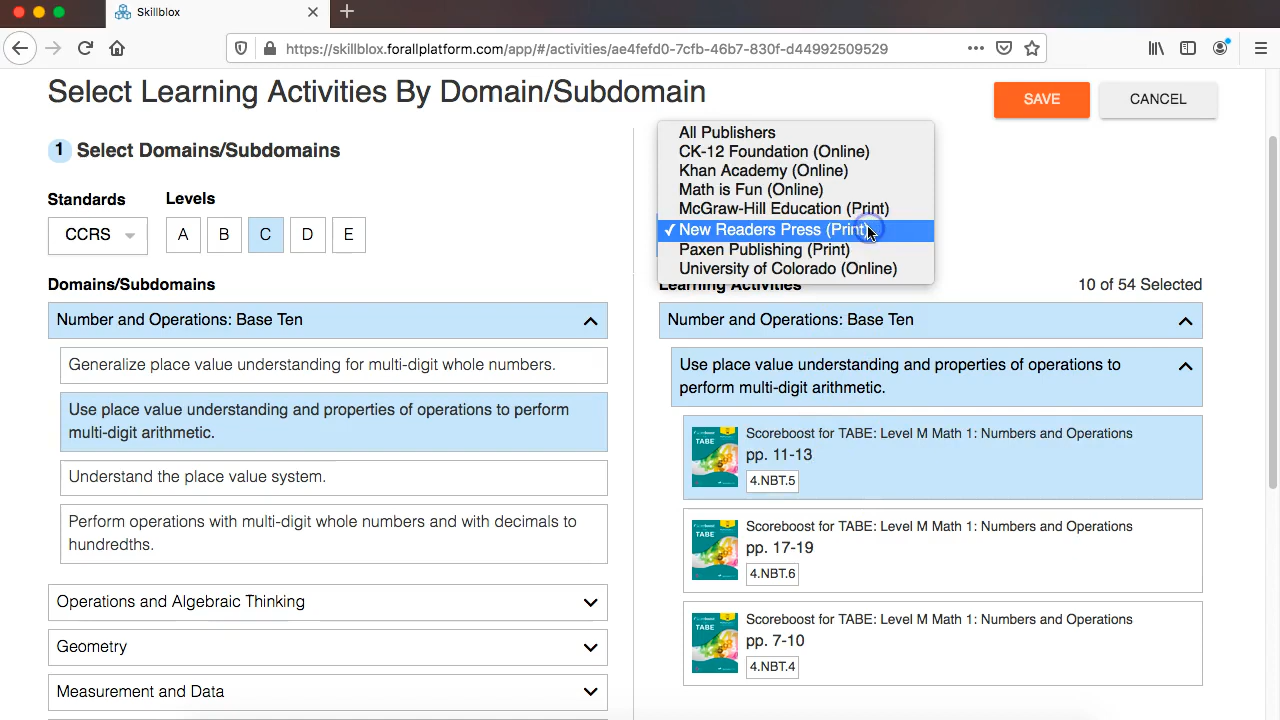 Skillblox
https://skillblox.forallplatform.com/app/#/activities/ae4fefd0-7cfb-46b7-830f-d44992509529
Select Learning Activities By Domain/Subdomain
SAVE
CANCEL
1 Select Domains/Subdomains
Standards
Levels
CCRS
A
B
C
D
E
Domains/Subdomains
Number and Operations: Base Ten
Generalize place value understanding for multi-digit whole numbers.
Use place value understanding and properties of operations to perform
multi-digit arithmetic.
Understand the place value system.
Perform operations with multi-digit whole numbers and with decimals to
hundredths.
Operations and Algebraic Thinking
Geometry
Measurement and Data
All Publishers
CK-12 Foundation (Online)
Khan Academy (Online)
Math is Fun (Online)
McGraw-Hill Education (Print)
✓ New Readers Press (Print)
Paxen Publishing (Print)
University of Colorado (Online)
Learning Activities
10 of 54 Selected
Number and Operations: Base Ten
Use place value understanding and properties of operations to
perform multi-digit arithmetic.
TABE
Scoreboost for TABE: Level M Math 1: Numbers and Operations
pp. 11-13
4.NBT.5
TABE
Scoreboost for TABE: Level M Math 1: Numbers and Operations
pp. 17-19
4.NBT.6
TABE
Scoreboost for TABE: Level M Math 1: Numbers and Operations
pp. 7-10
4.NBT.4